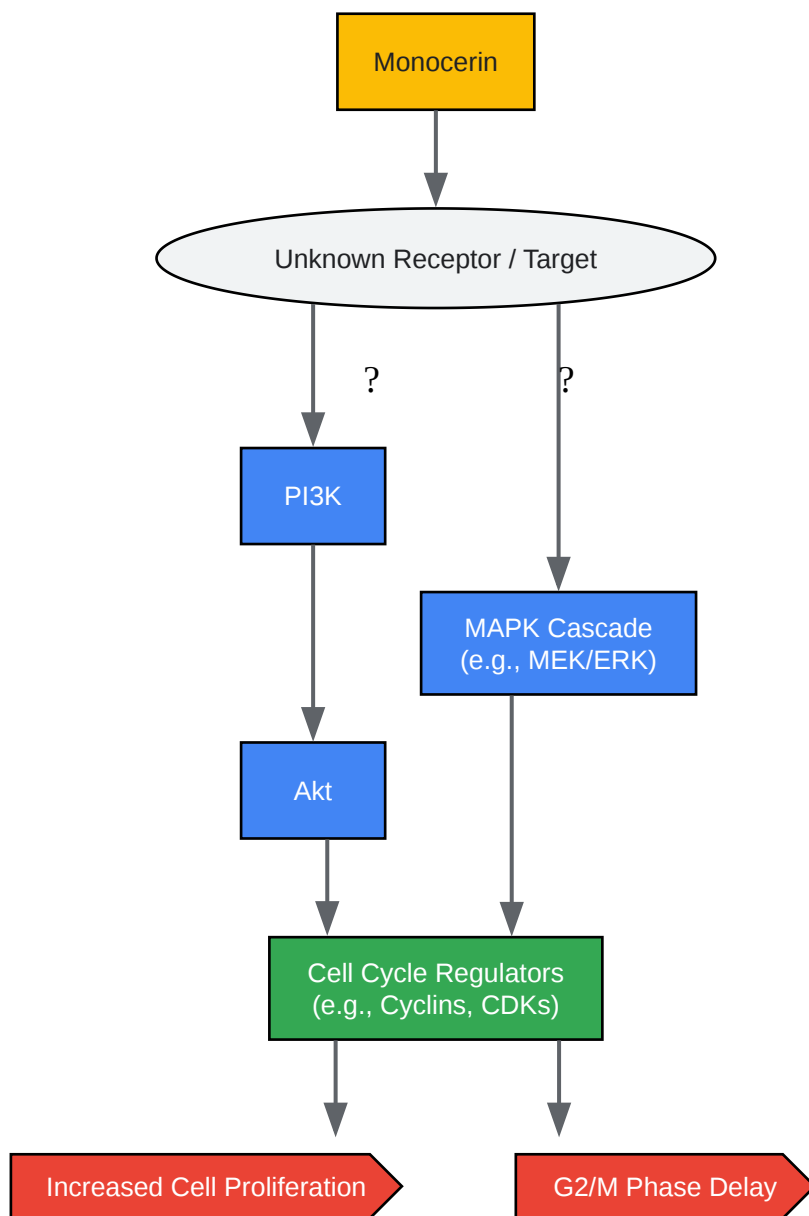 Monocerin
Unknown Receptor / Target
?
?
PI3K
MAPK Cascade
(e.g., MEK/ERK)
Akt
Cell Cycle Regulators
(e.g., Cyclins, CDKs)
Increased Cell Proliferation
G2/M Phase Delay